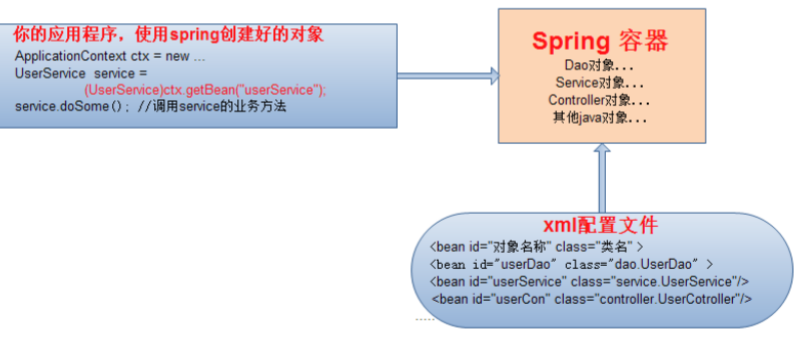 你的应用程序，使用spring创建好的对象
ApplicationContext ctx = new ...
UserService service =
(UserService)ctx.getBean("userService");
service.doSome(); //调用service的业务方法
Spring 容器
Dao对象...
Service对象...
Controller对象...
其他java对象...
xml配置文件
<bean id="对象名称" class="类名" >
<bean id="userDao" class="dao.UserDao" >
<bean id="userService" class="service.UserService"/>
<bean id="userCon" class="controller.UserCotroller"/>